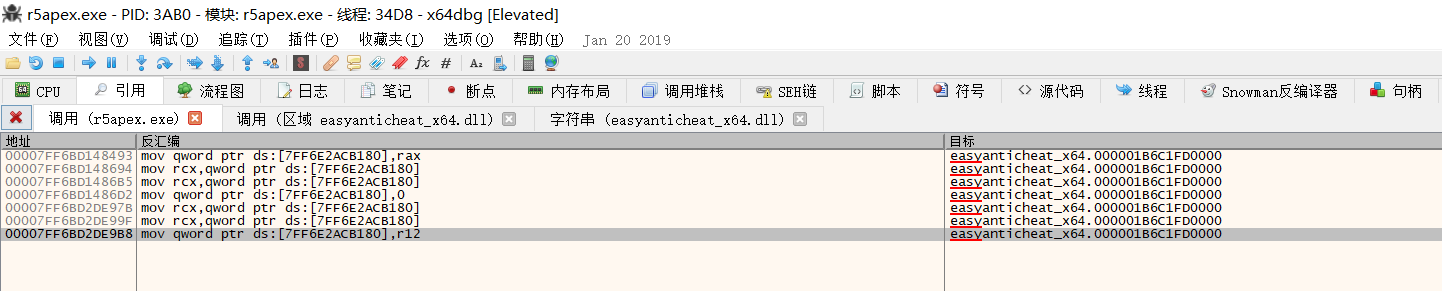 r5apex.exe - PID: 3AB0 - 模块: r5apex.exe - 线程: 34D8 - x64dbg [Elevated]
文件(F) 视图(V) 调试(D) 追踪(T) 插件(P) 收藏夹(I) 选项(O) 帮助(H) Jan 20 2019
CPU 引用 流程图 日志 笔记 断点 内存布局 调用堆栈 SEH链 脚本 符号 源代码 线程 Snowman反编译器 句柄
调用 (r5apex.exe) 调用 (区域 easyanticheat_x64.dll) 字符串 (easyanticheat_x64.dll)
地址 反汇编 目标
00007FF6BD148493 mov qword ptr ds:[7FF6E2ACB180],rax easyanticheat_x64.000001B6C1FD0000
00007FF6BD148694 mov rcx,qword ptr ds:[7FF6E2ACB180] easyanticheat_x64.000001B6C1FD0000
00007FF6BD1486B5 mov rcx,qword ptr ds:[7FF6E2ACB180] easyanticheat_x64.000001B6C1FD0000
00007FF6BD1486D2 mov qword ptr ds:[7FF6E2ACB180],0 easyanticheat_x64.000001B6C1FD0000
00007FF6BD2DE97B mov rcx,qword ptr ds:[7FF6E2ACB180] easyanticheat_x64.000001B6C1FD0000
00007FF6BD2DE99F mov rcx,qword ptr ds:[7FF6E2ACB180] easyanticheat_x64.000001B6C1FD0000
00007FF6BD2DE9B8 mov qword ptr ds:[7FF6E2ACB180],r12 easyanticheat_x64.000001B6C1FD0000